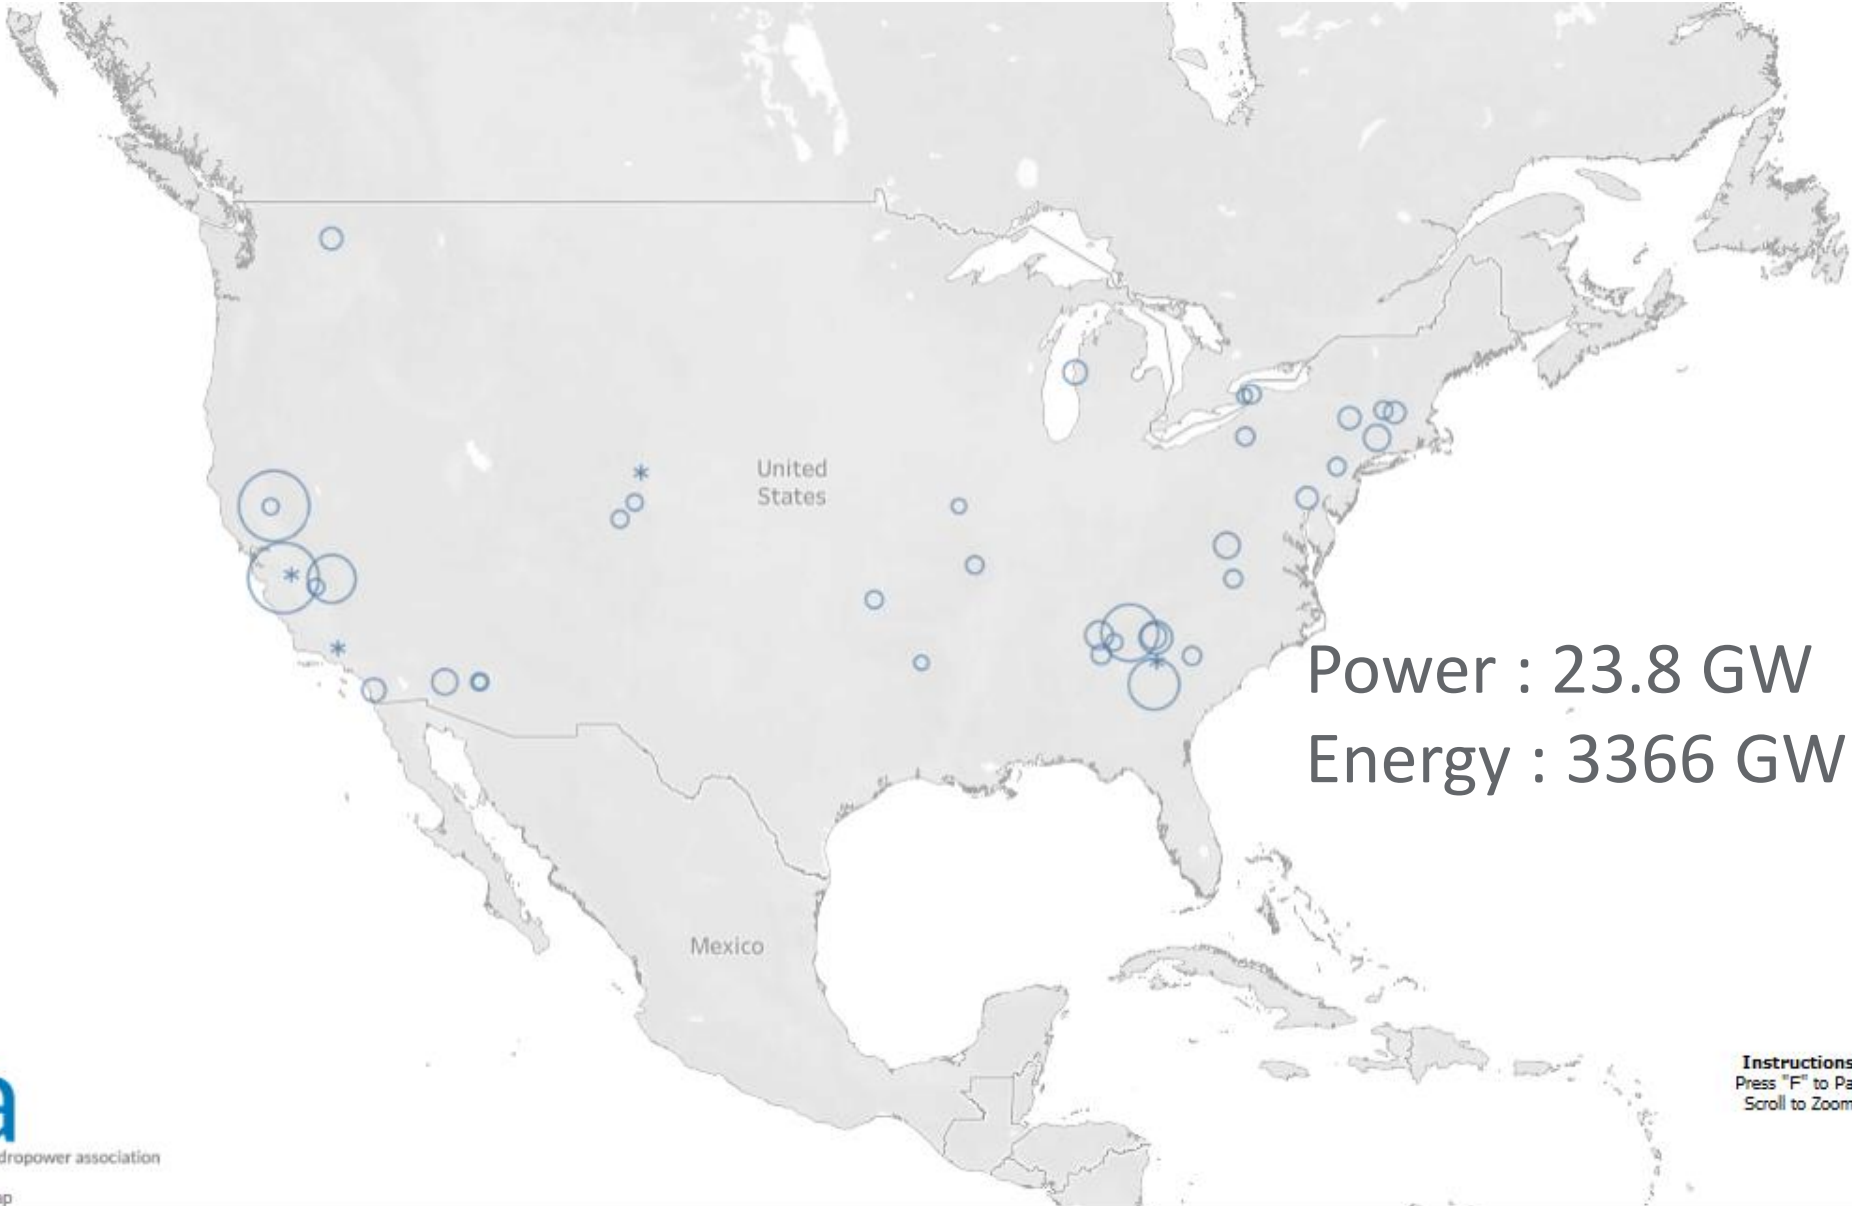 United
States
Power : 23.8 GW
Energy : 3366 GW
Mexico
Instructions
Press "F" to Pa
Scroll to Zoom
a
dropower association
ap